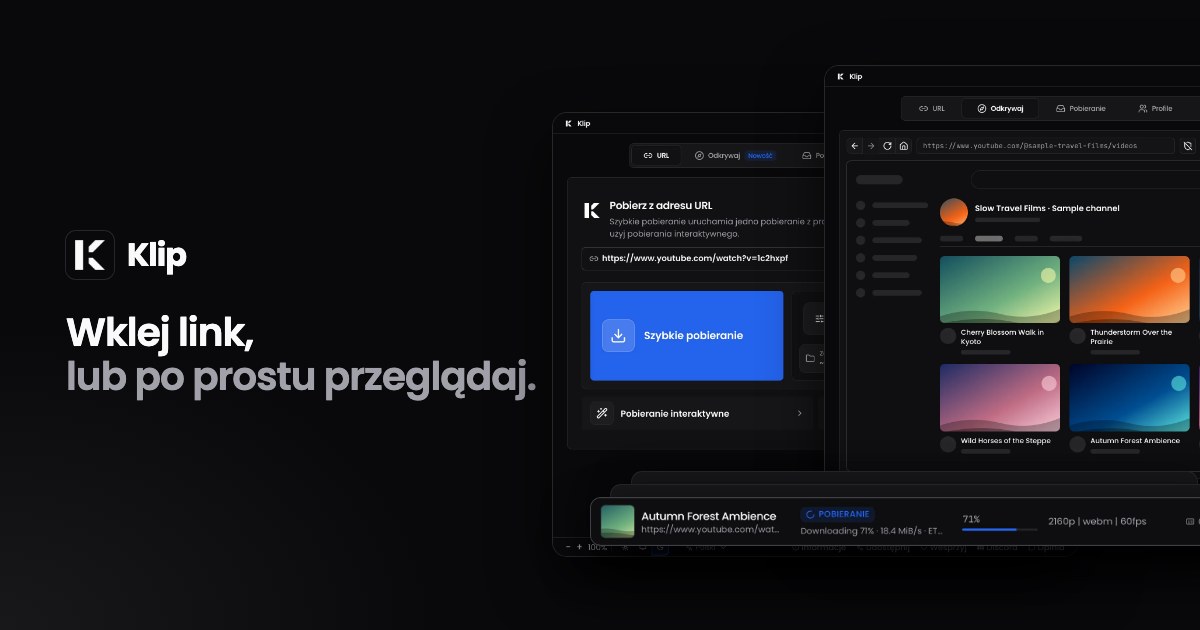 Klip
Wklej link,
lub po prostu przeglądaj.
Klip
URL
Odkrywaj
Nowość
Pobierz z adresu URL
Szybkie pobieranie uruchamia jedno pobieranie z
użyj pobierania interaktywnego.
https://www.youtube.com/watch?v=1c2hxpf
Szybkie pobieranie
Pobieranie interaktywne
Klip
URL
Odkrywaj
Pobieranie
Profile
https://www.youtube.com/@sample-travel-films/videos
Slow Travel Films · Sample channel
Cherry Blossom Walk in
Kyoto
Thunderstorm Over the
Prairie
Wild Horses of the Steppe
Autumn Forest Ambience
Autumn Forest Ambience
https://www.youtube.com/wat...
POBIERANIE
Downloading 71% · 18.4 MiB/s · ET...
71%
2160p | webm | 60fps
- + 100%